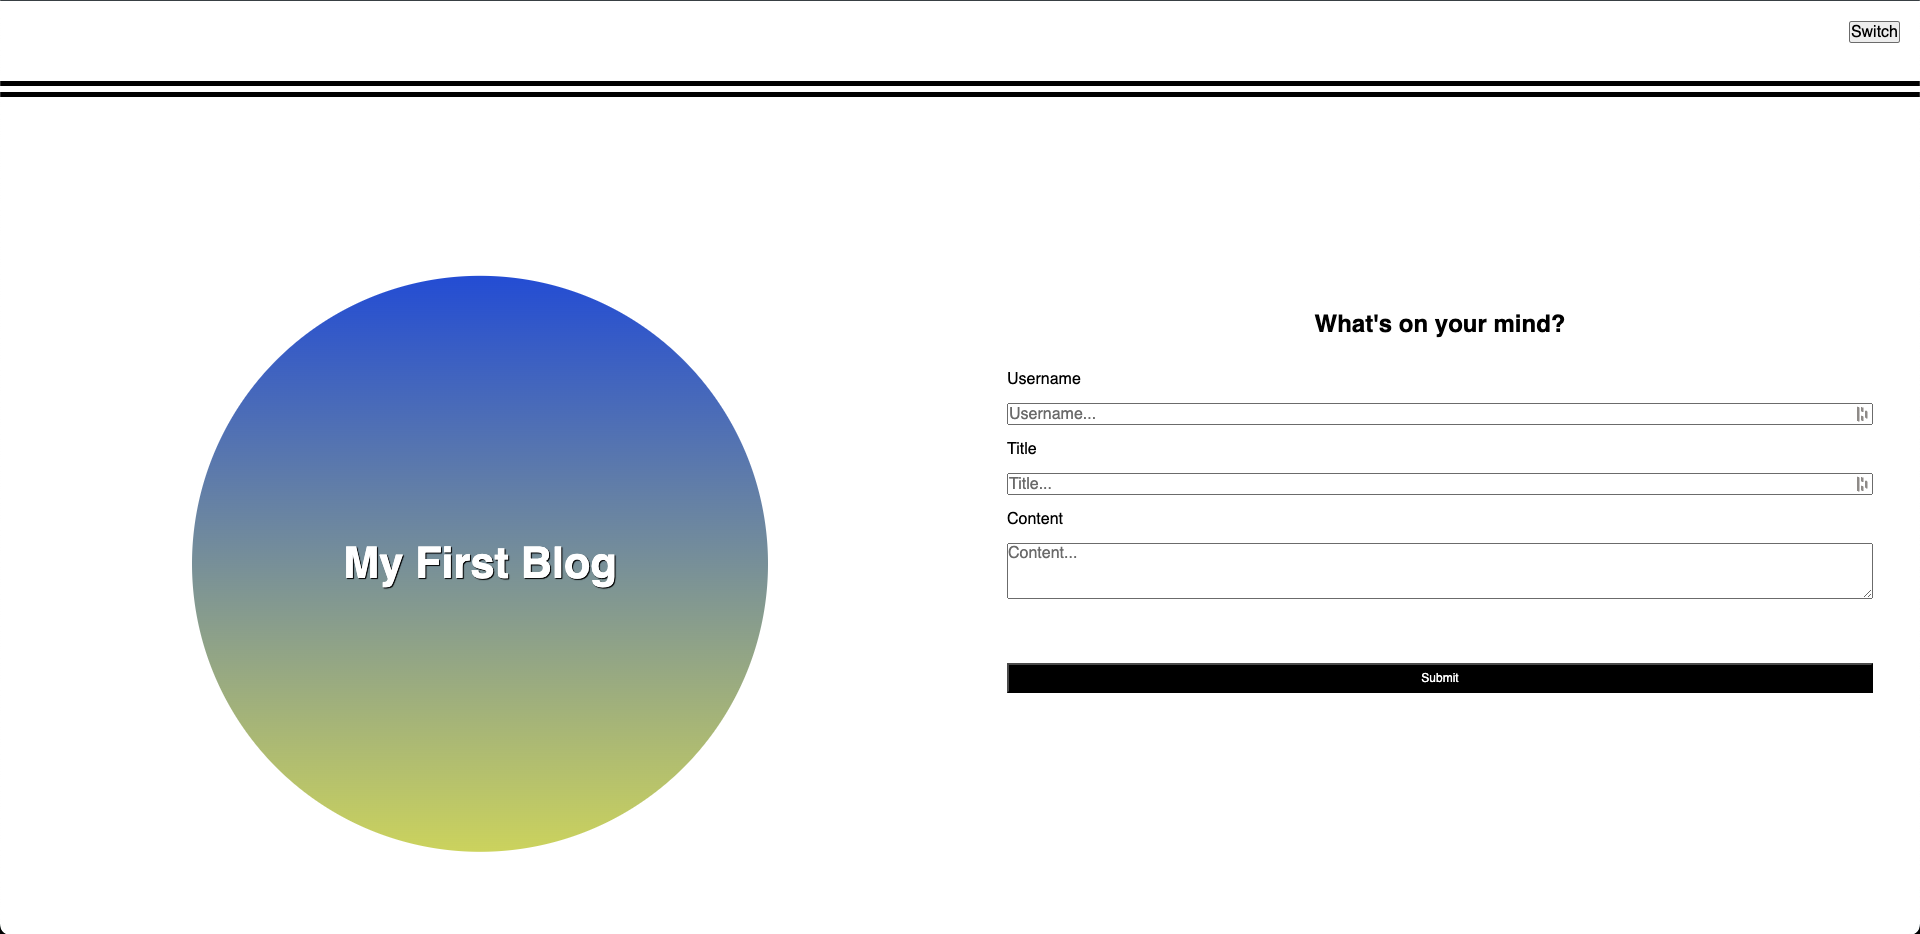 Switch
My First Blog
What's on your mind?
Username
Username...
Title
Title...
Content
Content...
Submit